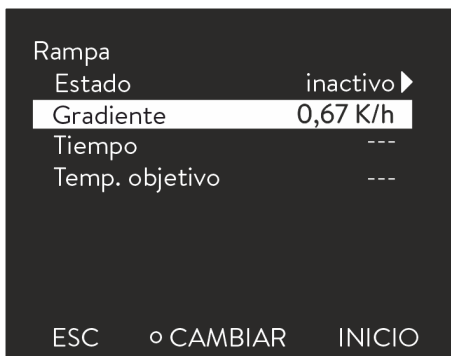 Rampa
Estado inactivo
Gradiente 0,67 K/h
Tiempo ---
Temp. objetivo ---
ESC CAMBIAR INICIO